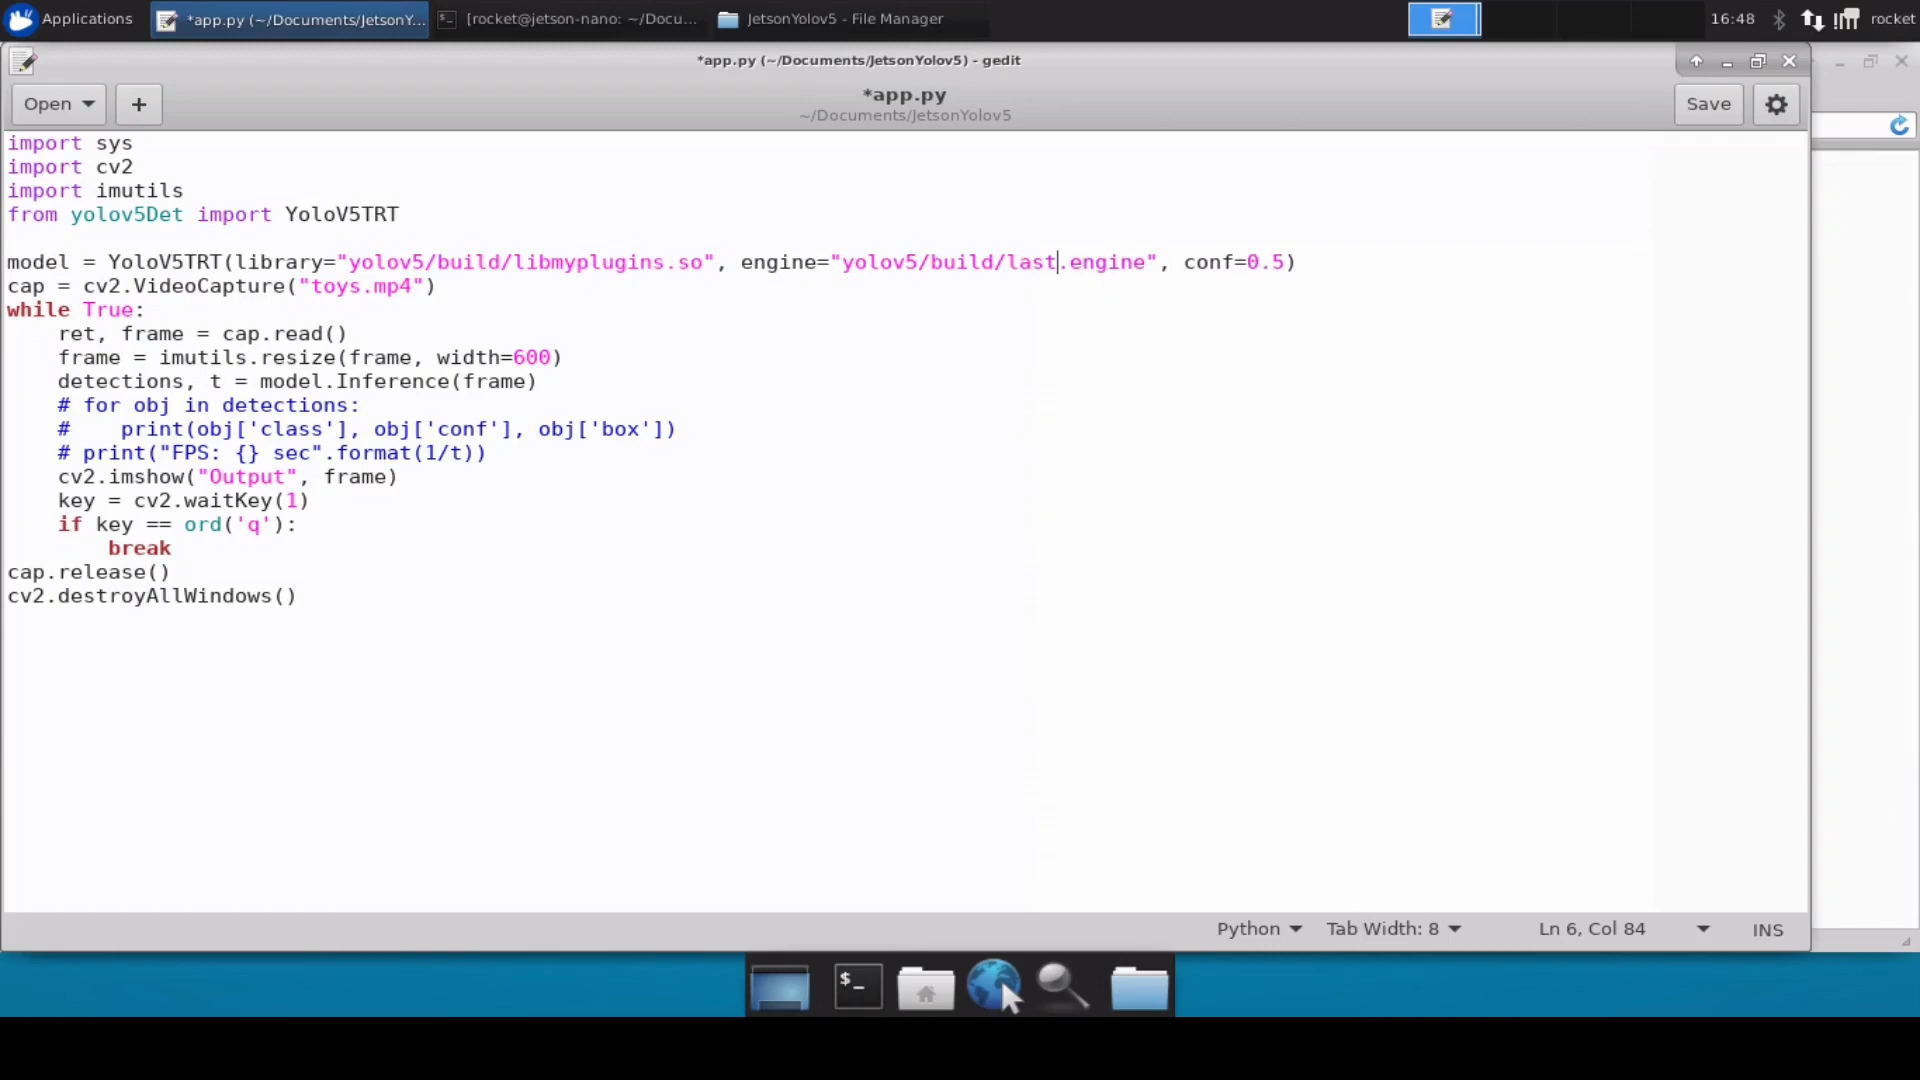 Applications
*app.py (~/Documents/JetsonY...
[rocket@jetson-nano: ~/Docu...
JetsonYolov5 - File Manager
16:48
rocket
*app.py (~/Documents/JetsonYolov5) - gedit
Open
+
*app.py
~/Documents/JetsonYolov5
Save
import sys
import cv2
import imutils
from yolov5Det import YoloV5TRT
model = YoloV5TRT(library="yolov5/build/libmyplugins.so", engine="yolov5/build/last.engine", conf=0.5)
cap = cv2.VideoCapture("toys.mp4")
while True:
    ret, frame = cap.read()
    frame = imutils.resize(frame, width=600)
    detections, t = model.Inference(frame)
    # for obj in detections:
    #    print(obj['class'], obj['conf'], obj['box'])
    # print("FPS: {} sec".format(1/t))
    cv2.imshow("Output", frame)
    key = cv2.waitKey(1)
    if key == ord('q'):
        break
cap.release()
cv2.destroyAllWindows()
Python
Tab Width: 8
Ln 6, Col 84
INS
$_